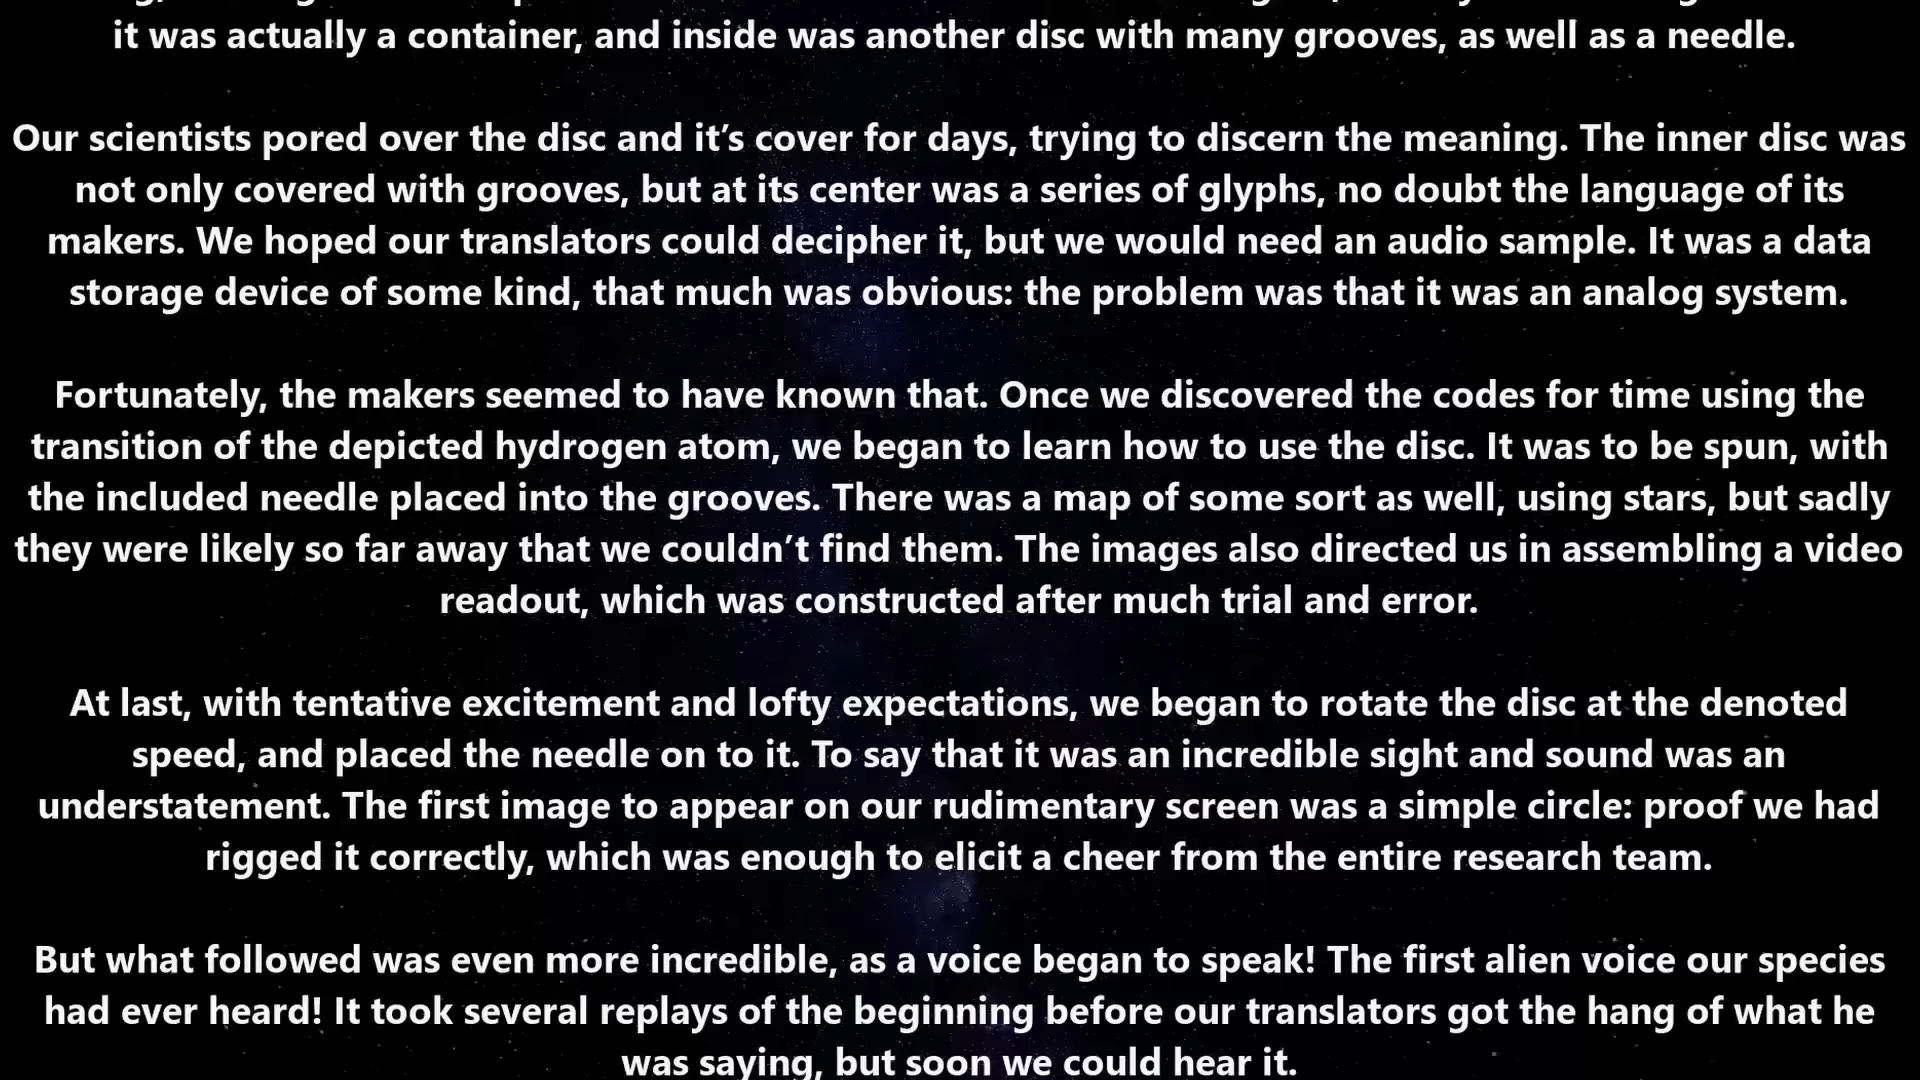 it was actually a container, and inside was another disc with many grooves, as well as a needle.
Our scientists pored over the disc and it’s cover for days, trying to discern the meaning. The inner disc was
not only covered with grooves, but at its center was a series of glyphs, no doubt the language of its
makers. We hoped our translators could decipher it, but we would need an audio sample. It was a data
storage device of some kind, that much was obvious: the problem was that it was an analog system.
Fortunately, the makers seemed to have known that. Once we discovered the codes for time using the
transition of the depicted hydrogen atom, we began to learn how to use the disc. It was to be spun, with
the included needle placed into the grooves. There was a map of some sort as well, using stars, but sadly
they were likely so far away that we couldn’t find them. The images also directed us in assembling a video
readout, which was constructed after much trial and error.
At last, with tentative excitement and lofty expectations, we began to rotate the disc at the denoted
speed, and placed the needle on to it. To say that it was an incredible sight and sound was an
understatement. The first image to appear on our rudimentary screen was a simple circle: proof we had
rigged it correctly, which was enough to elicit a cheer from the entire research team.
But what followed was even more incredible, as a voice began to speak! The first alien voice our species
had ever heard! It took several replays of the beginning before our translators got the hang of what he
was saying, but soon we could hear it.